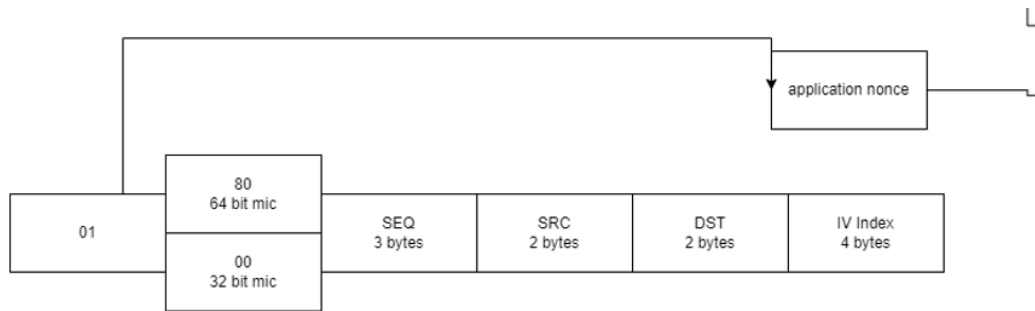 application nonce
01
80
64 bit mic
00
32 bit mic
SEQ
3 bytes
SRC
2 bytes
DST
2 bytes
IV Index
4 bytes